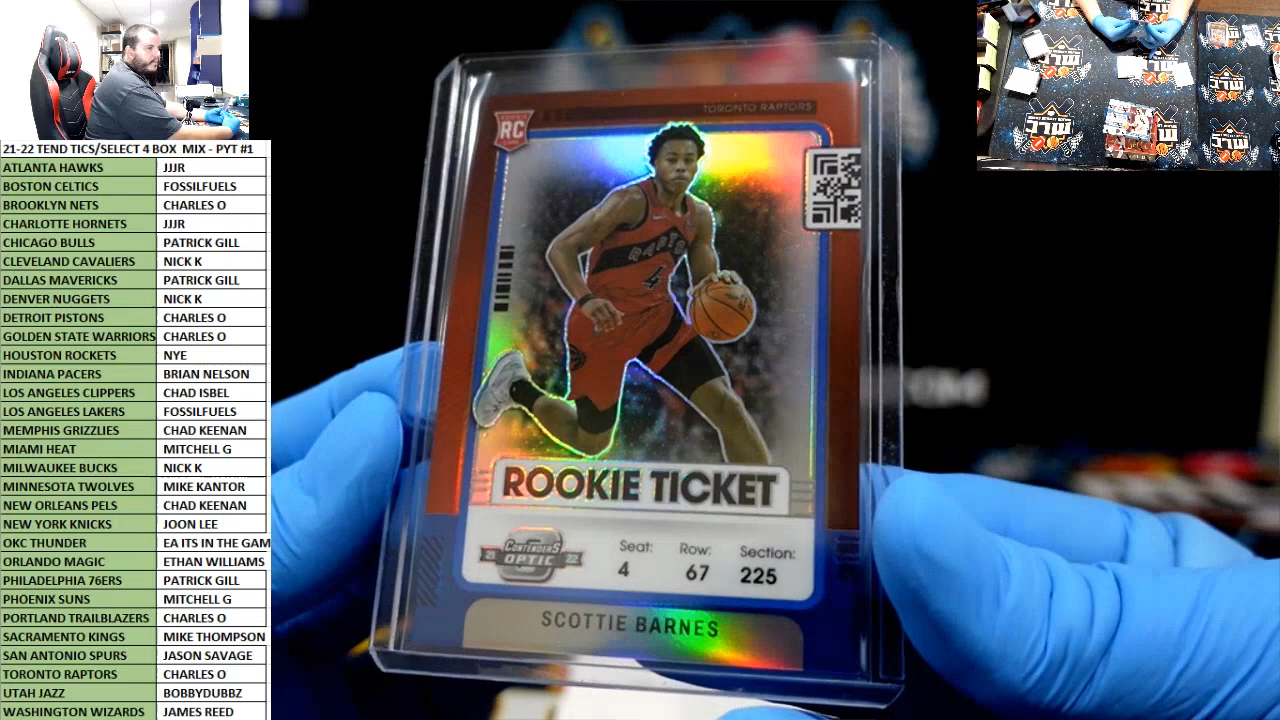 21-22 TEND TICS/SELECT 4 BOX MIX - PYT #1
ATLANTA HAWKS JJJR
BOSTON CELTICS FOSSILFUELS
BROOKLYN NETS CHARLES O
CHARLOTTE HORNETS JJJR
CHICAGO BULLS PATRICK GILL
CLEVELAND CAVALIERS NICK K
DALLAS MAVERICKS PATRICK GILL
DENVER NUGGETS NICK K
DETROIT PISTONS CHARLES O
GOLDEN STATE WARRIORS CHARLES O
HOUSTON ROCKETS NYE
INDIANA PACERS BRIAN NELSON
LOS ANGELES CLIPPERS CHAD ISBEL
LOS ANGELES LAKERS FOSSILFUELS
MEMPHIS GRIZZLIES CHAD KEENAN
MIAMI HEAT MITCHELL G
MILWAUKEE BUCKS NICK K
MINNESOTA TWOLVES MIKE KANTOR
NEW ORLEANS PELS CHAD KEENAN
NEW YORK KNICKS JOON LEE
OKC THUNDER EA ITS IN THE GAM
ORLANDO MAGIC ETHAN WILLIAMS
PHILADELPHIA 76ERS PATRICK GILL
PHOENIX SUNS MITCHELL G
PORTLAND TRAILBLAZERS CHARLES O
SACRAMENTO KINGS MIKE THOMPSON
SAN ANTONIO SPURS JASON SAVAGE
TORONTO RAPTORS CHARLES O
UTAH JAZZ BOBBYDUBBZ
WASHINGTON WIZARDS JAMES REED
TORONTO RAPTORS
RC
RAPTO
4
ROOKIE TICKET
21 CONTENDERS 22
OPTIC
Seat: Row: Section:
4 67 225
SCOTTIE BARNES